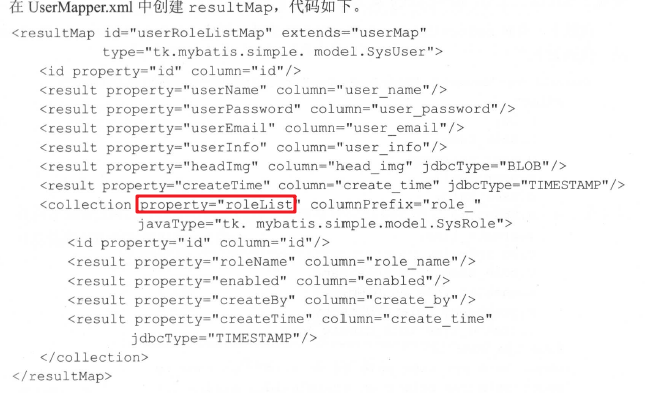 在 UserMapper.xml 中创建 resultMap，代码如下。
<resultMap id="userRoleListMap" extends="userMap"
type="tk.mybatis.simple. model.SysUser">
<id property="id" column="id"/>
<result property="userName" column="user_name"/>
<result property="userPassword" column="user_password"/>
<result property="userEmail" column="user_email"/>
<result property="userInfo" column="user_info"/>
<result property="headImg" column="head_img" jdbcType="BLOB"/>
<result property="createTime" column="create_time" jdbcType="TIMESTAMP"/>
<collection property="roleList" columnPrefix="role_"
javaType="tk. mybatis.simple.model.SysRole">
<id property="id" column="id"/>
<result property="roleName" column="role_name"/>
<result property="enabled" column="enabled"/>
<result property="createBy" column="create_by"/>
<result property="createTime" column="create_time"
jdbcType="TIMESTAMP"/>
</collection>
</resultMap>